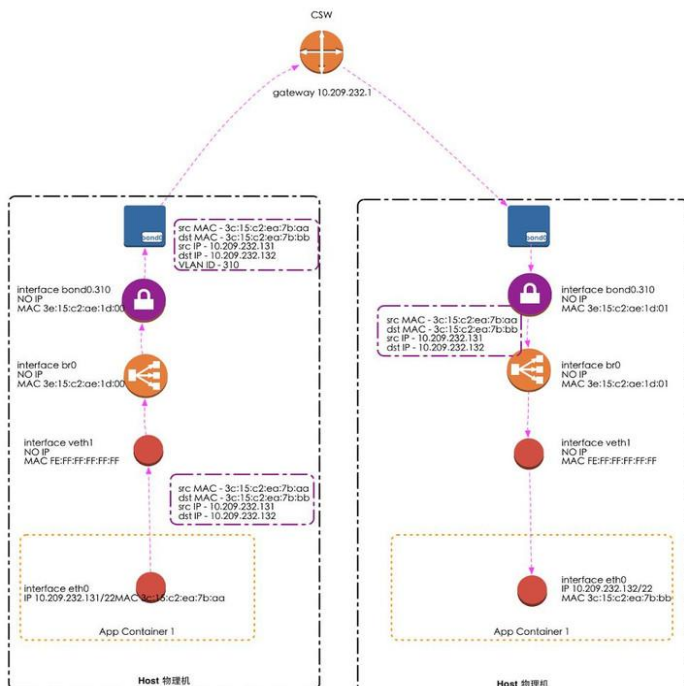 CSW
gateway 10.209.232.1
bond0
src MAC - 3c:15:c2:ea:7b:aa
dst MAC - 3c:15:c2:ea:7b:bb
src IP - 10.209.232.131
dst IP - 10.209.232.132
VLAN ID - 310
interface bond0.310
NO IP
MAC 3e:15:c2:ae:1d:00
interface br0
NO IP
MAC 3e:15:c2:ae:1d:00
interface veth1
NO IP
MAC FE:FF:FF:FF:FF:FF
src MAC - 3c:15:c2:ea:7b:aa
dst MAC - 3c:15:c2:ea:7b:bb
src IP - 10.209.232.131
dst IP - 10.209.232.132
interface eth0
IP 10.209.232.131/22MAC 3c:15:c2:ea:7b:aa
App Container 1
Host 物理机
bond0
interface bond0.310
NO IP
MAC 3e:15:c2:ae:1d:01
src MAC - 3c:15:c2:ea:7b:aa
dst MAC - 3c:15:c2:ea:7b:bb
src IP - 10.209.232.131
dst IP - 10.209.232.132
interface br0
NO IP
MAC 3e:15:c2:ae:1d:01
interface veth1
NO IP
MAC FE:FF:FF:FF:FF:FF
interface eth0
IP 10.209.232.132/22
MAC 3c:15:c2:ea:7b:bb
App Container 1
Host 物理机